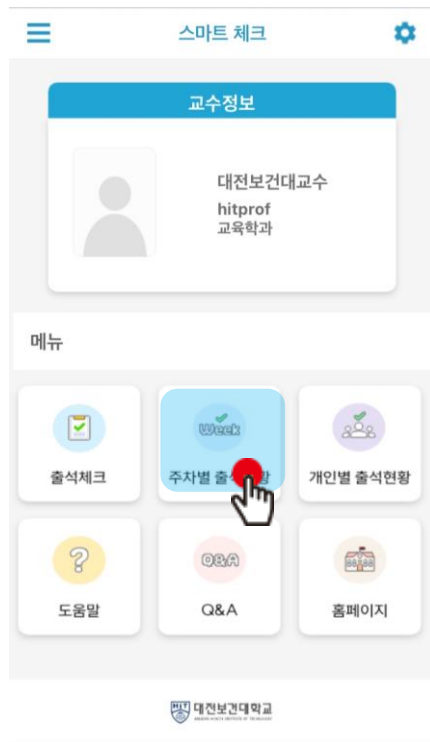 스마트 체크
교수정보
대전보건대교수
hitprof
교육학과
메뉴
Week
출석체크
주차별
개인별 출석현황
Q&A
도움말
Q&A
홈페이지
HIT 대전보건대학교